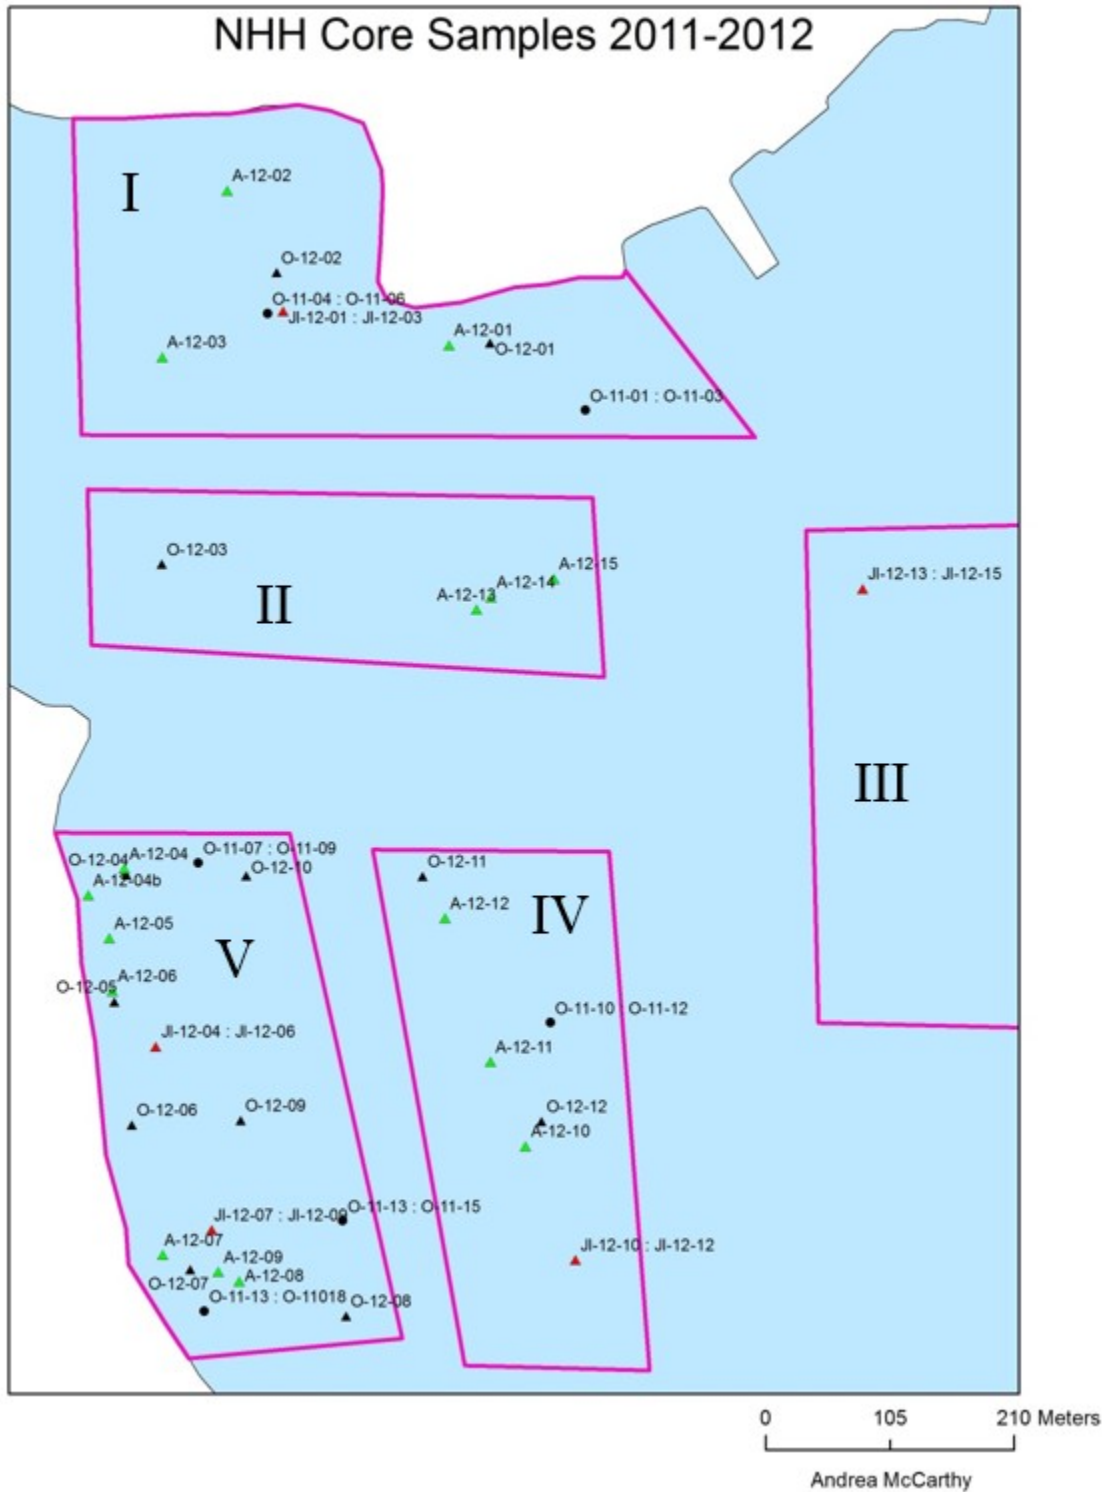 NHH Core Samples 2011-2012
I
A-12-02
O-12-02
O-11-04 : O-11-06
JI-12-01 : JI-12-03
A-12-03
A-12-01
O-12-01
O-11-01 : O-11-03
O-12-03
II
A-12-15
A-12-14
A-12-13
JI-12-13 : JI-12-15
III
O-12-04
A-12-04
O-11-07 : O-11-09
O-12-10
A-12-04b
A-12-05
V
A-12-06
O-12-05
JI-12-04 : JI-12-06
O-12-06
O-12-09
JI-12-07 : JI-12-09
O-11-13 : O-11-15
A-12-07
A-12-09
A-12-08
O-12-07
O-11-13 : O-11018
O-12-08
O-12-11
A-12-12
IV
O-11-10 : O-11-12
A-12-11
O-12-12
A-12-10
JI-12-10 : JI-12-12
0 105 210 Meters
Andrea McCarthy